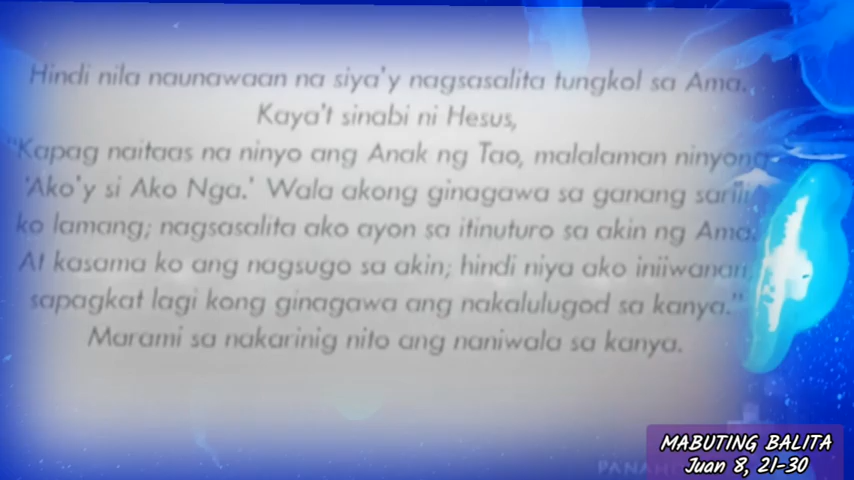 Hindi nila naunawaan na siya'y nagsasalita tungkol sa Ama.
Kaya't sinabi ni Hesus,
"Kapag naitaas na ninyo ang Anak ng Tao, malalaman ninyong
'Ako'y si Ako Nga.' Wala akong ginagawa sa ganang sarili
ko lamang; nagsasalita ako ayon sa itinuturo sa akin ng Ama.
At kasama ko ang nagsugo sa akin; hindi niya ako iniiwanan
sapagkat lagi kong ginagawa ang nakalulugod sa kanya."
Marami sa nakarinig nito ang naniwala sa kanya.
MABUTING BALITA
Juan 8, 21-30